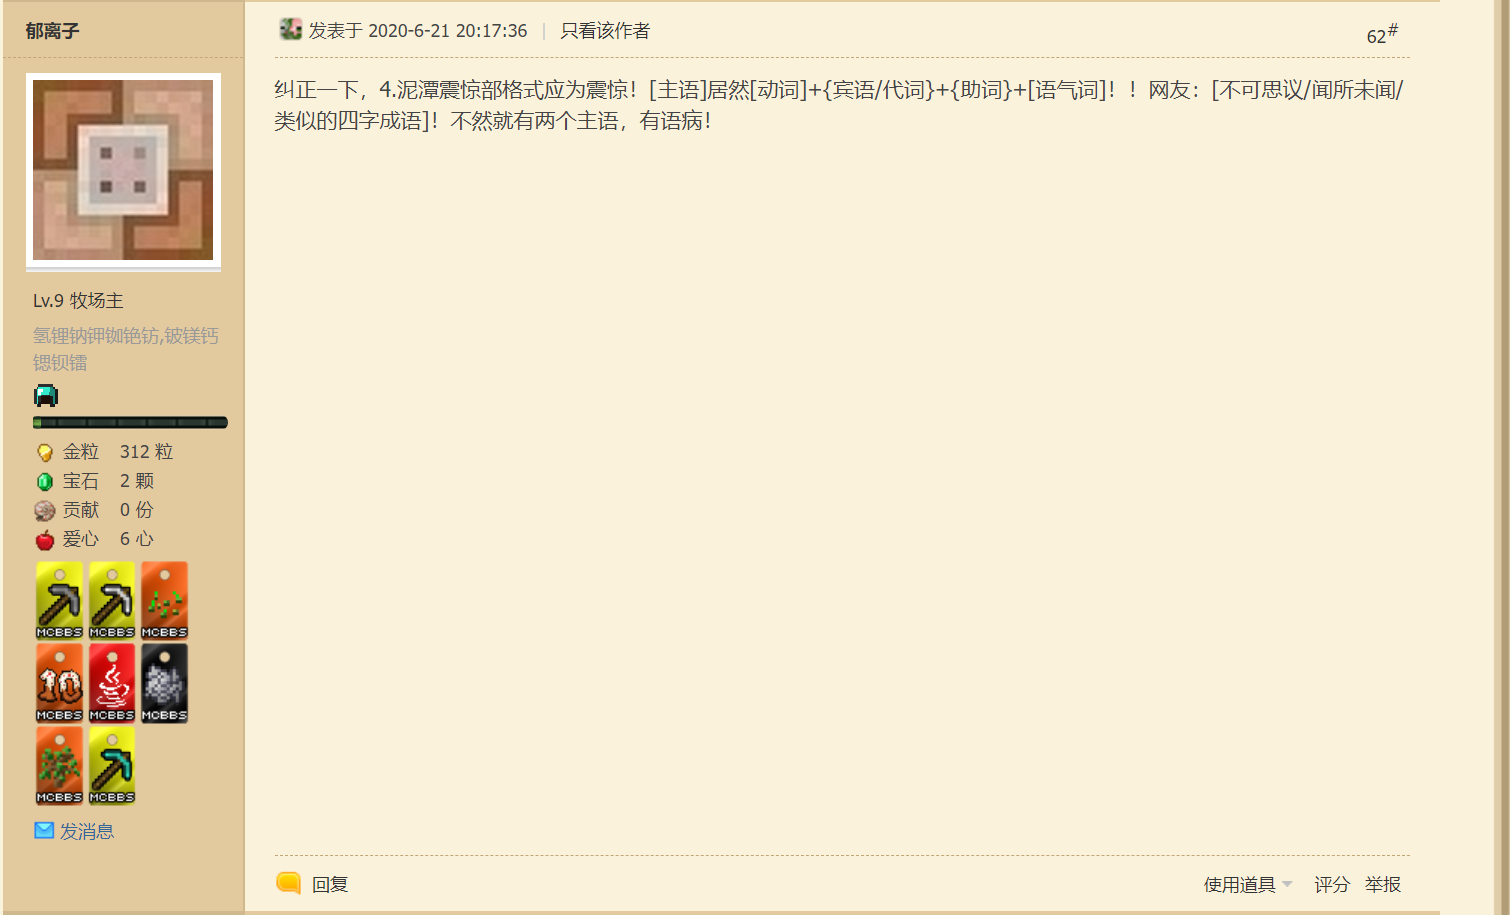 郁离子
发表于 2020-6-21 20:17:36 | 只看该作者
62#
纠正一下，4.泥潭震惊部格式应为震惊！[主语]居然[动词]+{宾语/代词}+{助词}+[语气词]！！网友：[不可思议/闻所未闻/
类似的四字成语]！不然就有两个主语，有语病！
Lv.9 牧场主
氢锂钠钾铷铯钫,铍镁钙
锶钡镭
金粒 312 粒
宝石 2 颗
贡献 0 份
爱心 6 心
MCBBS MCBBS MCBBS
10
MCBBS MCBBS MCBBS
MCBBS MCBBS
发消息
回复
使用道具 评分 举报